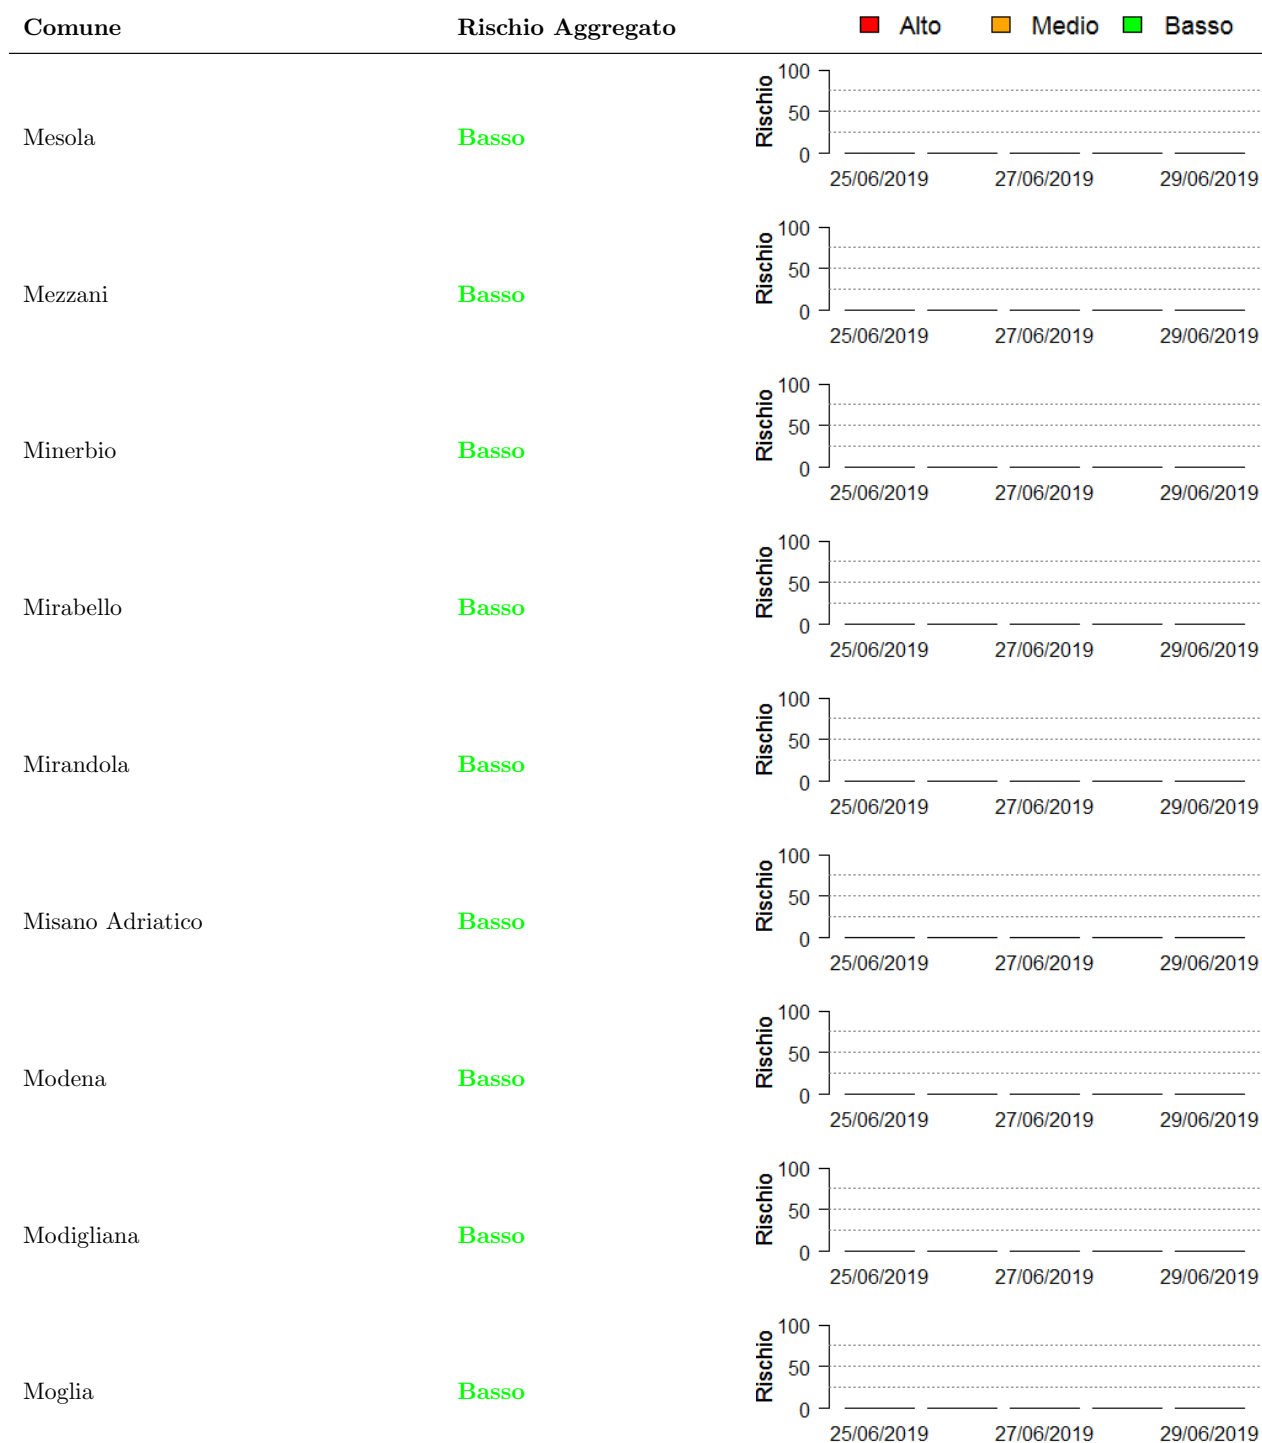 Comune Rischio Aggregato Alto Medio Basso
100
Rischio
50
Mesola Basso
0
25/06/2019 27/06/2019 29/06/2019
100
Rischio
50
Mezzani Basso
0
25/06/2019 27/06/2019 29/06/2019
100
Rischio
50
Minerbio Basso
0
25/06/2019 27/06/2019 29/06/2019
100
Rischio
50
Mirabello Basso
0
25/06/2019 27/06/2019 29/06/2019
100
Rischio
50
Mirandola Basso
0
25/06/2019 27/06/2019 29/06/2019
100
Rischio
50
Misano Adriatico Basso
0
25/06/2019 27/06/2019 29/06/2019
100
Rischio
50
Modena Basso
0
25/06/2019 27/06/2019 29/06/2019
100
Rischio
50
Modigliana Basso
0
25/06/2019 27/06/2019 29/06/2019
100
Rischio
50
Moglia Basso
0
25/06/2019 27/06/2019 29/06/2019